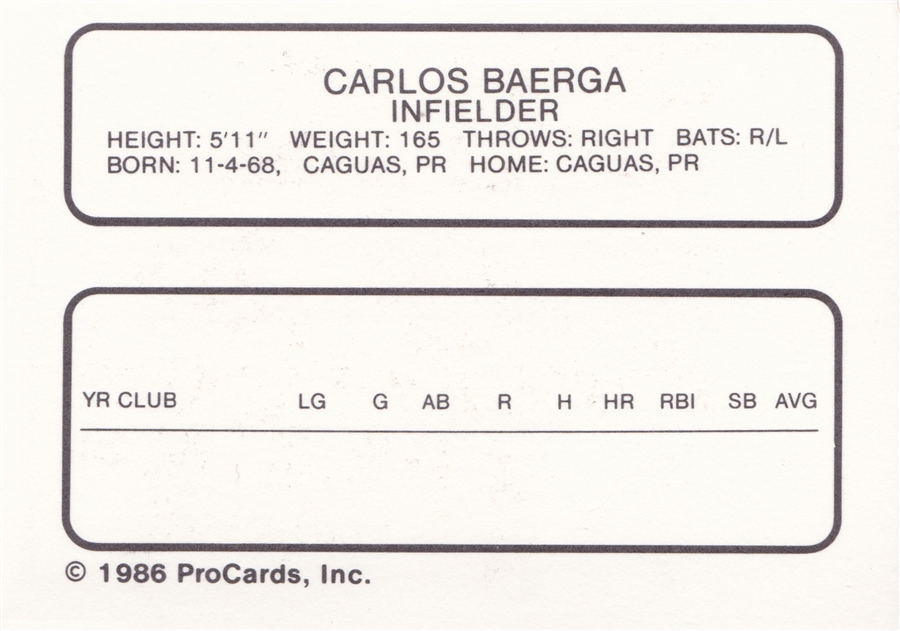 CARLOS BAERGA
INFIELDER
HEIGHT: 5'11" WEIGHT: 165 THROWS: RIGHT BATS: R/L
BORN: 11-4-68, CAGUAS, PR HOME: CAGUAS, PR
YR CLUB LG G AB R H HR RBI SB AVG
© 1986 ProCards, Inc.